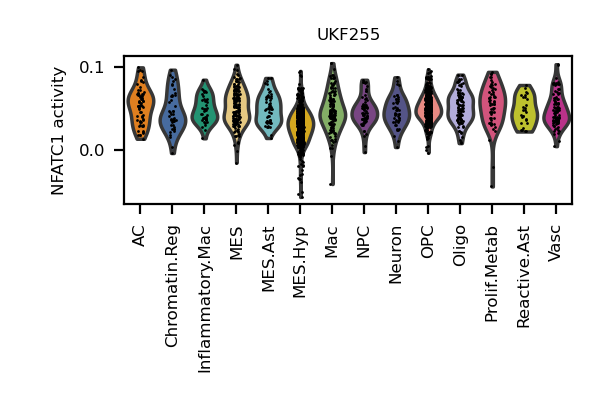 UKF255
NFATC1 activity
0.1
0.0
AC
Chromatin.Reg
Inflammatory.Mac
MES
MES.Ast
MES.Hyp
Mac
NPC
Neuron
OPC
Oligo
Prolif.Metab
Reactive.Ast
Vasc